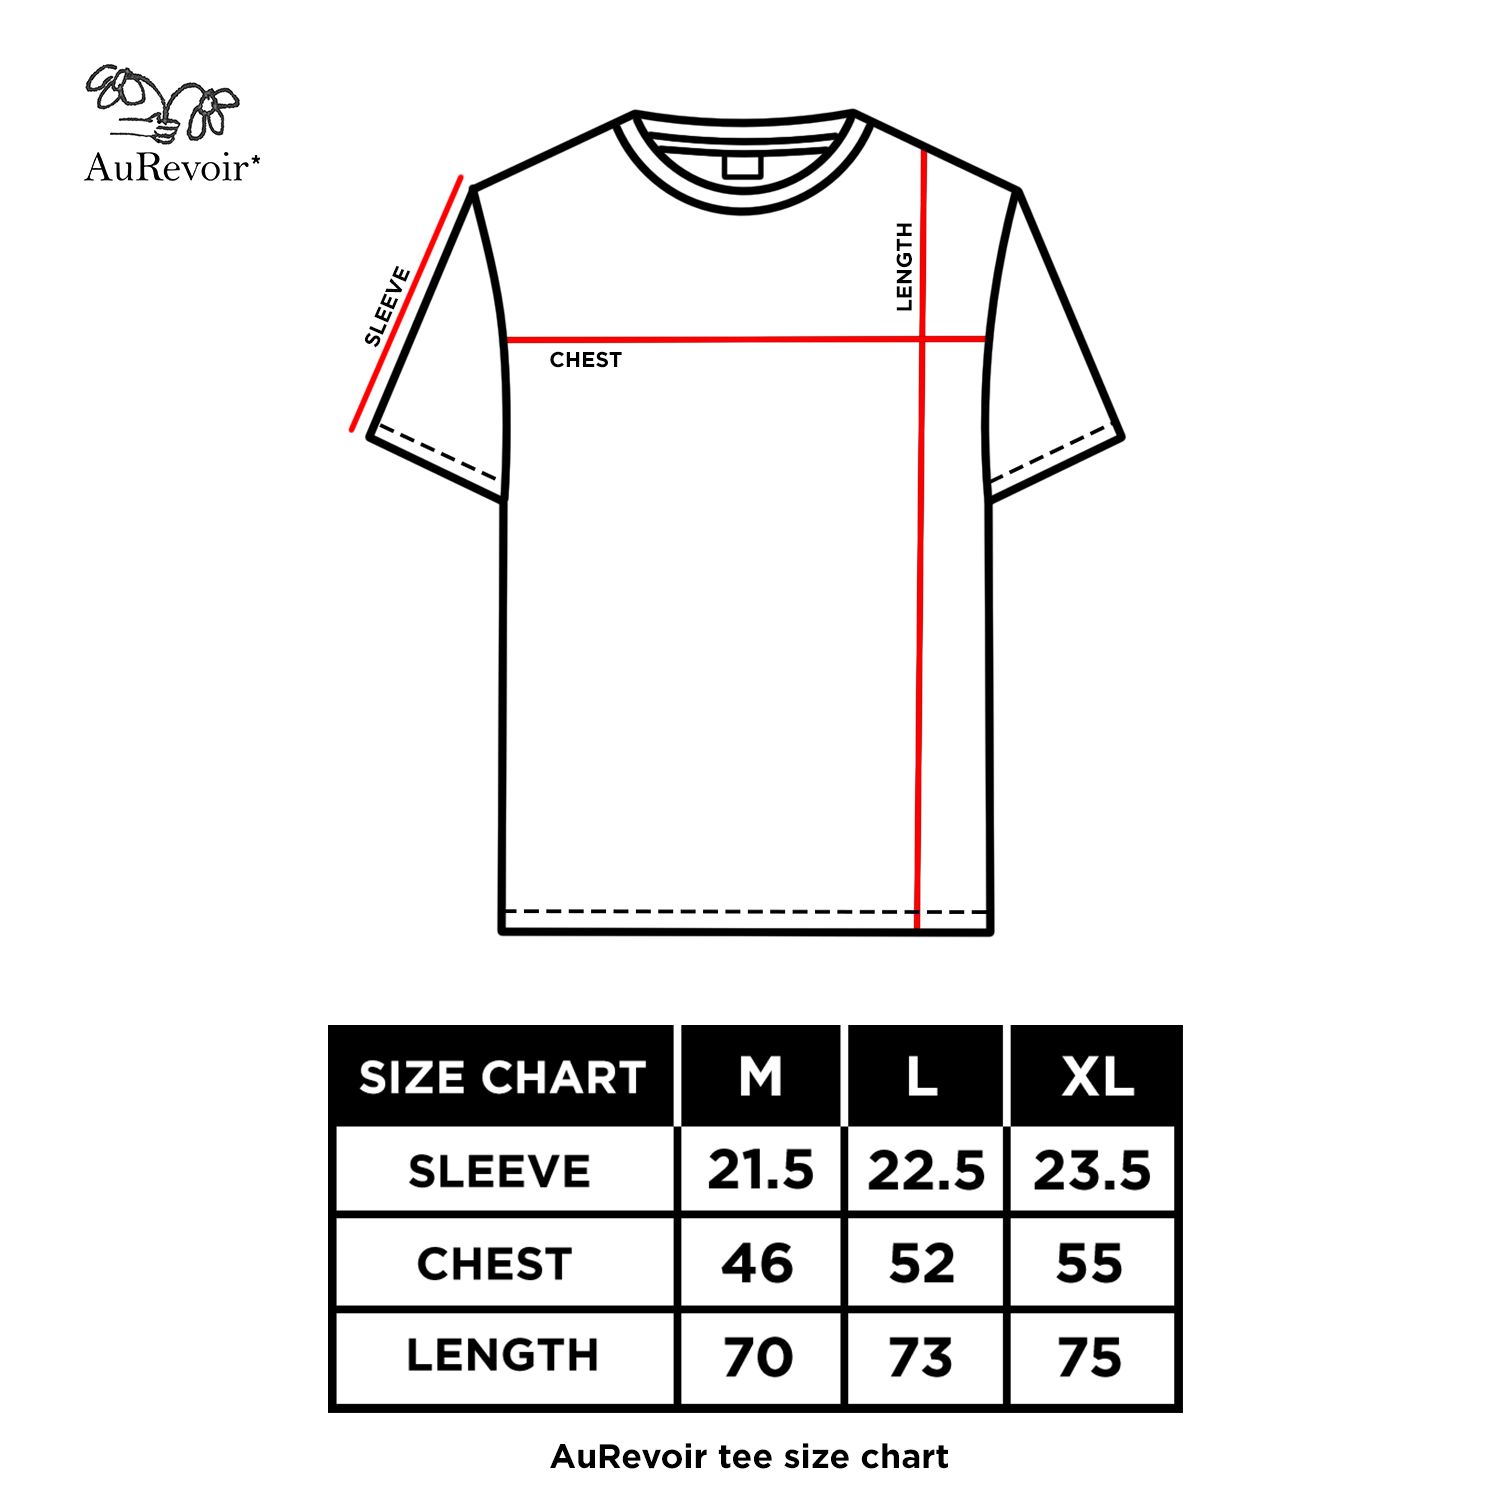 AuRevoir*
SLEEVE
LENGTH
CHEST
SIZE CHART M L XL
SLEEVE 21.5 22.5 23.5
CHEST 46 52 55
LENGTH 70 73 75
AuRevoir tee size chart